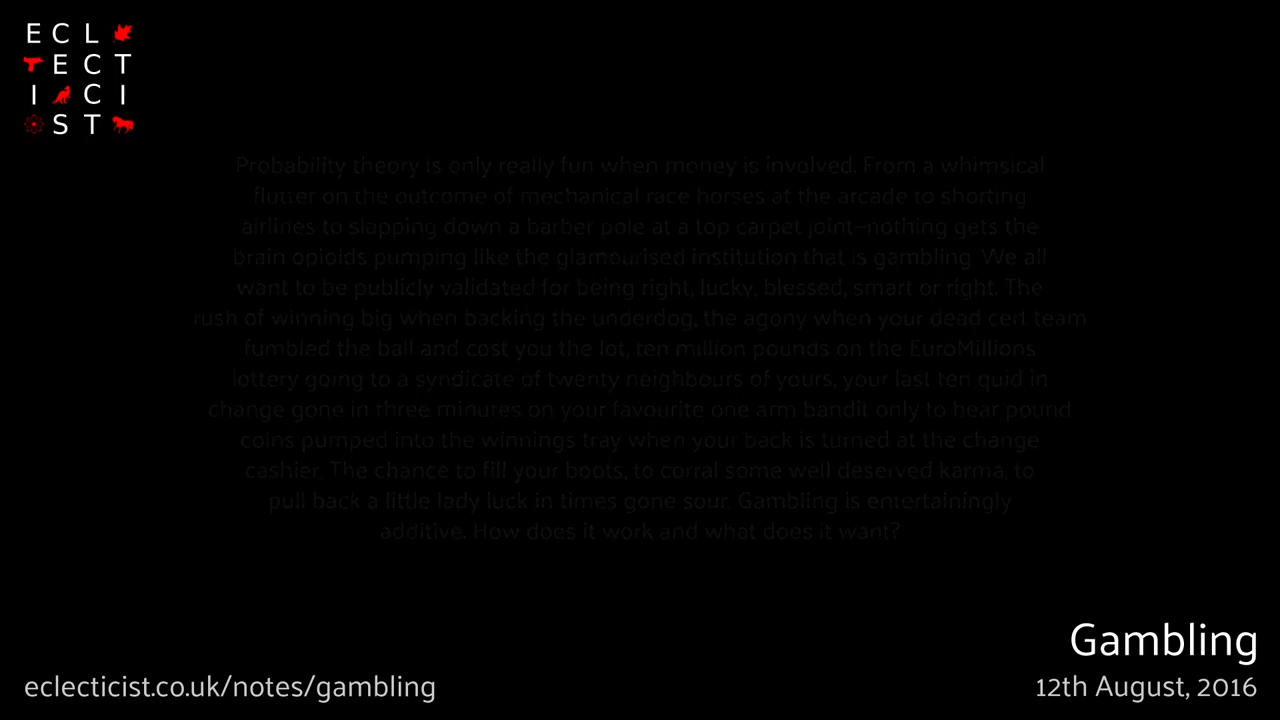 ECL
ECT
I CI
ST
Probability theory is only really fun when money is involved. From a whimsical
flutter on the outcome of mechanical race horses at the arcade to shorting
airlines to slapping down a barber pole at a top carpet joint–nothing gets the
brain opioids pumping like the glamourised institution that is gambling. We all
want to be publicly validated for being right, lucky, blessed, smart or right. The
rush of winning big when backing the underdog, the agony when your dead cert team
fumbled the ball and cost you the lot, ten million pounds on the EuroMillions
lottery going to a syndicate of twenty neighbours of yours, your last ten quid in
change gone in three minutes on your favourite one arm bandit only to hear pound
coins pumped into the winnings tray when your back is turned at the change
cashier. The chance to fill your boots, to corral some well deserved karma, to
pull back a little lady luck in times gone sour. Gambling is entertainingly
additive. How does it work and what does it want?
Gambling
eclecticist.co.uk/notes/gambling
12th August, 2016